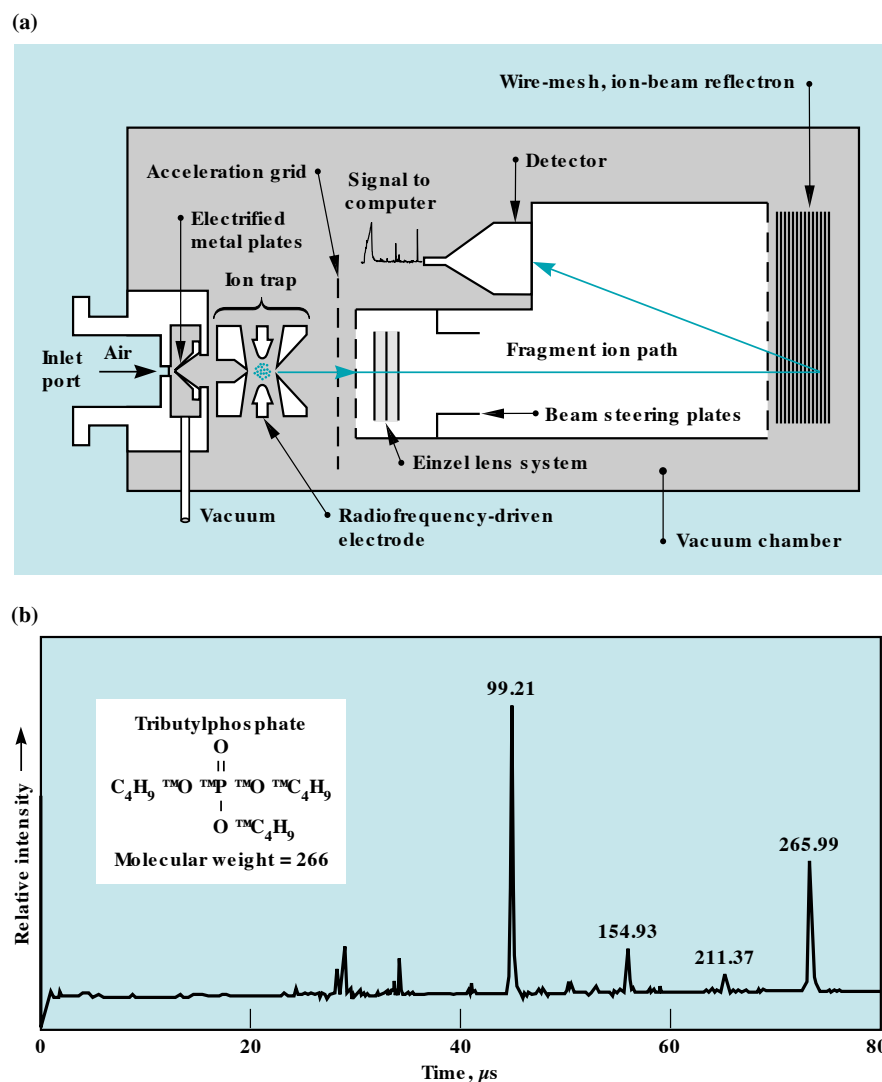 (a)
Wire-mesh, ion-beam reflectron
Acceleration grid
Signal to
computer
Detector
Electrified
metal plates
Ion trap
Inlet
port
Air
Fragment ion path
Beam steering plates
Einzel lens system
Vacuum
Radiofrequency-driven
electrode
Vacuum chamber
(b)
Relative intensity
Tributylphosphate
O
C4H9 ™O ™P ™O ™C4H9
O ™C4H9
Molecular weight = 266
99.21
154.93
211.37
265.99
0 20 40 60 80
Time, μs